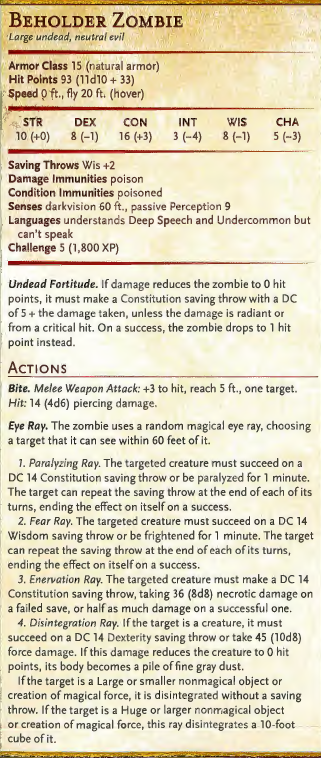 BEHOLDER ZOMBIE
Large undead, neutral evil
Armor Class 15 (natural armor)
Hit Points 93 (11d10 + 33)
Speed 0 ft., fly 20 ft. (hover)
STR DEX CON INT WIS CHA
10 (+0) 8 (−1) 16 (+3) 3 (−4) 8 (−1) 5 (−3)
Saving Throws Wis +2
Damage Immunities poison
Condition Immunities poisoned
Senses darkvision 60 ft., passive Perception 9
Languages understands Deep Speech and Undercommon but
can't speak
Challenge 5 (1,800 XP)
Undead Fortitude. If damage reduces the zombie to 0 hit
points, it must make a Constitution saving throw with a DC
of 5 + the damage taken, unless the damage is radiant or
from a critical hit. On a success, the zombie drops to 1 hit
point instead.
ACTIONS
Bite. Melee Weapon Attack: +3 to hit, reach 5 ft., one target.
Hit: 14 (4d6) piercing damage.
Eye Ray. The zombie uses a random magical eye ray, choosing
a target that it can see within 60 feet of it.
1. Paralyzing Ray. The targeted creature must succeed on a
DC 14 Constitution saving throw or be paralyzed for 1 minute.
The target can repeat the saving throw at the end of each of its
turns, ending the effect on itself on a success.
2. Fear Ray. The targeted creature must succeed on a DC 14
Wisdom saving throw or be frightened for 1 minute. The target
can repeat the saving throw at the end of each of its turns,
ending the effect on itself on a success.
3. Enervation Ray. The targeted creature must make a DC 14
Constitution saving throw, taking 36 (8d8) necrotic damage on
a failed save, or half as much damage on a successful one.
4. Disintegration Ray. If the target is a creature, it must
succeed on a DC 14 Dexterity saving throw or take 45 (10d8)
force damage. If this damage reduces the creature to 0 hit
points, its body becomes a pile of fine gray dust.
If the target is a Large or smaller nonmagical object or
creation of magical force, it is disintegrated without a saving
throw. If the target is a Huge or larger nonmagical object
or creation of magical force, this ray disintegrates a 10-foot
cube of it.